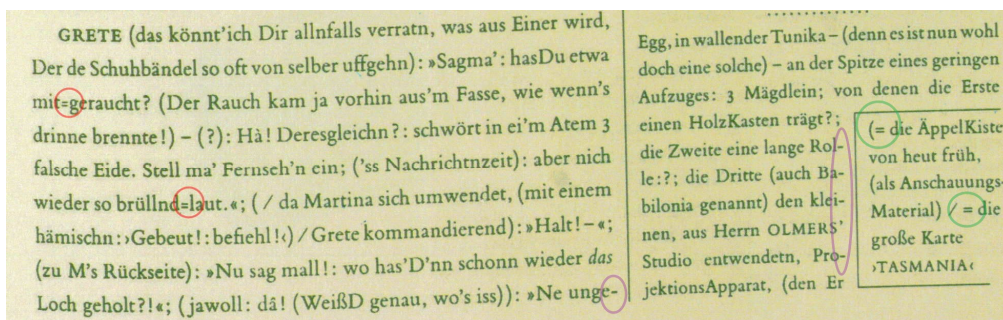 GRETE (das könnt'ich Dir allnfalls verratn, was aus Einer wird,
Der de Schuhbändel so oft von selber uffgehn): »Sagma': hasDu etwa
mit=geraucht? (Der Rauch kam ja vorhin aus'm Fasse, wie wenn's
drinne brennte!) – (?): Hà! Deresgleichn?: schwört in ei'm Atem 3
falsche Eide. Stell ma' Fernseh'n ein; ('ss Nachrichtnzeit): aber nich
wieder so brüllnd=laut.«; ( / da Martina sich umwendet, (mit einem
hämischn: ›Gebeut!: befiehl!‹) / Grete kommandierend): »Halt! – «;
(zu M's Rückseite): »Nu sag mall!: wo has'D'nn schonn wieder das
Loch geholt?!«; (jawoll: dâ! (WeißD genau, wo's iss)): »Ne unge-
Egg, in wallender Tunika – (denn es ist nun wohl
doch eine solche) – an der Spitze eines geringen
Aufzuges: 3 Mägdlein; von denen die Erste
einen HolzKasten trägt?;
die Zweite eine lange Rol-
le:?; die Dritte (auch Ba-
bilonia genannt) den klei-
nen, aus Herrn OLMERS'
Studio entwendetn, Pro-
jektionsApparat, (den Er
(= die ÄppelKiste
von heut früh,
(als Anschauungs-
Material) / = die
große Karte
›TASMANIA‹